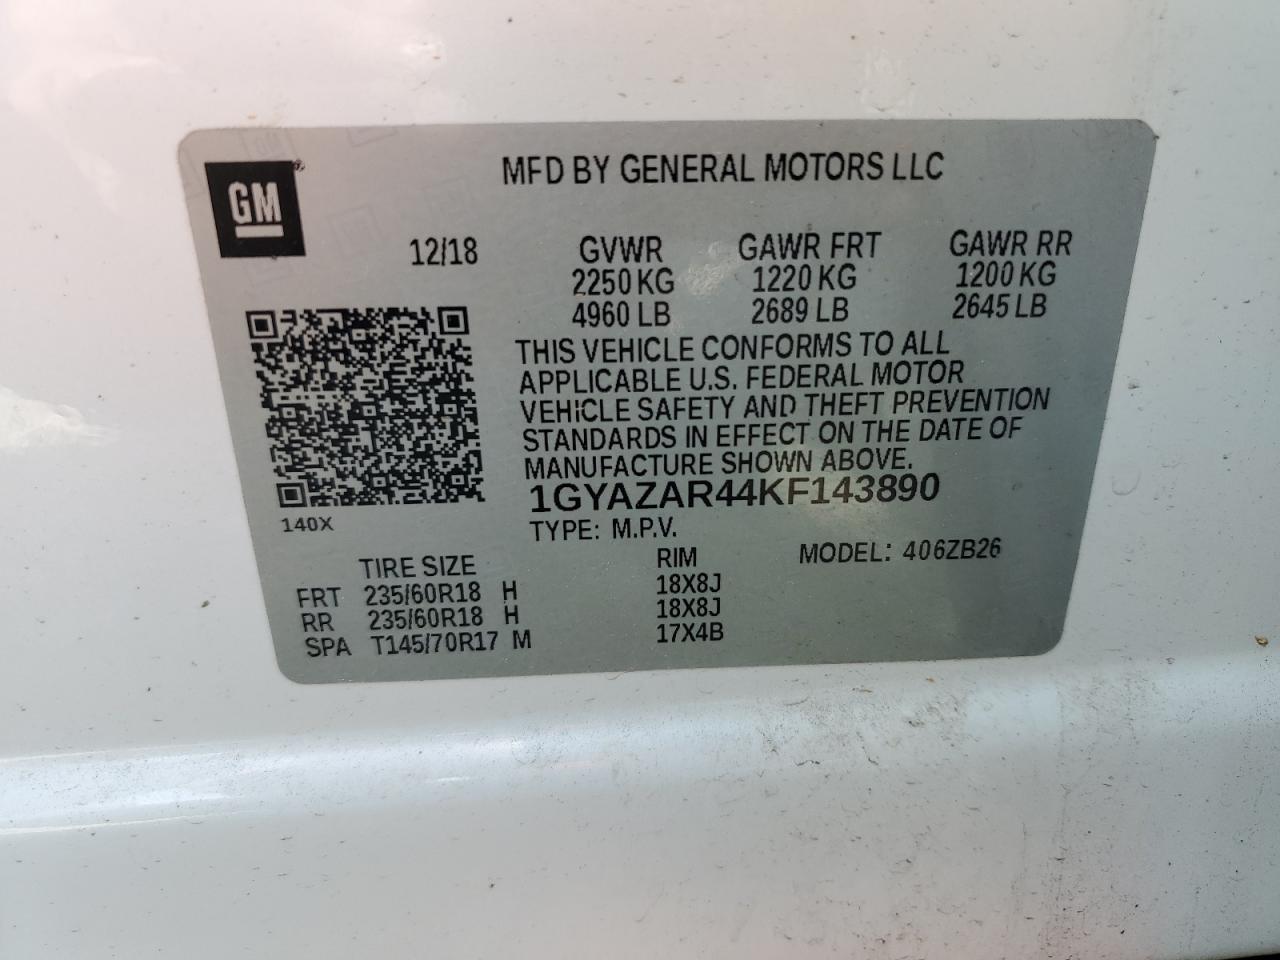 MFD BY GENERAL MOTORS LLC
GM
12/18 GVWR GAWR FRT GAWR RR
2250 KG 1220 KG 1200 KG
4960 LB 2689 LB 2645 LB
THIS VEHICLE CONFORMS TO ALL
APPLICABLE U.S. FEDERAL MOTOR
VEHICLE SAFETY AND THEFT PREVENTION
STANDARDS IN EFFECT ON THE DATE OF
MANUFACTURE SHOWN ABOVE.
1GYAZAR44KF143890
140X
TYPE: M.P.V.
TIRE SIZE RIM MODEL: 406ZB26
FRT 235/60R18 H 18X8J
RR 235/60R18 H 18X8J
SPA T145/70R17 M 17X4B